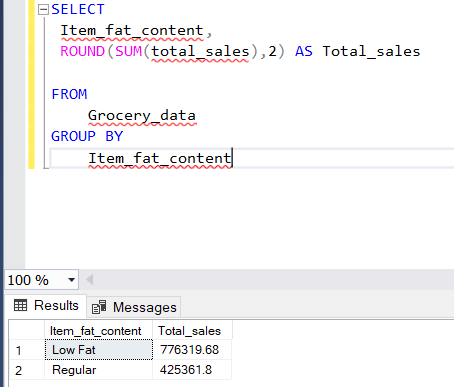 SELECT
Item_fat_content,
ROUND(SUM(total_sales),2) AS Total_sales
FROM
Grocery_data
GROUP BY
Item_fat_content
100 %
Results Messages
Item_fat_content Total_sales
1 Low Fat 776319.68
2 Regular 425361.8